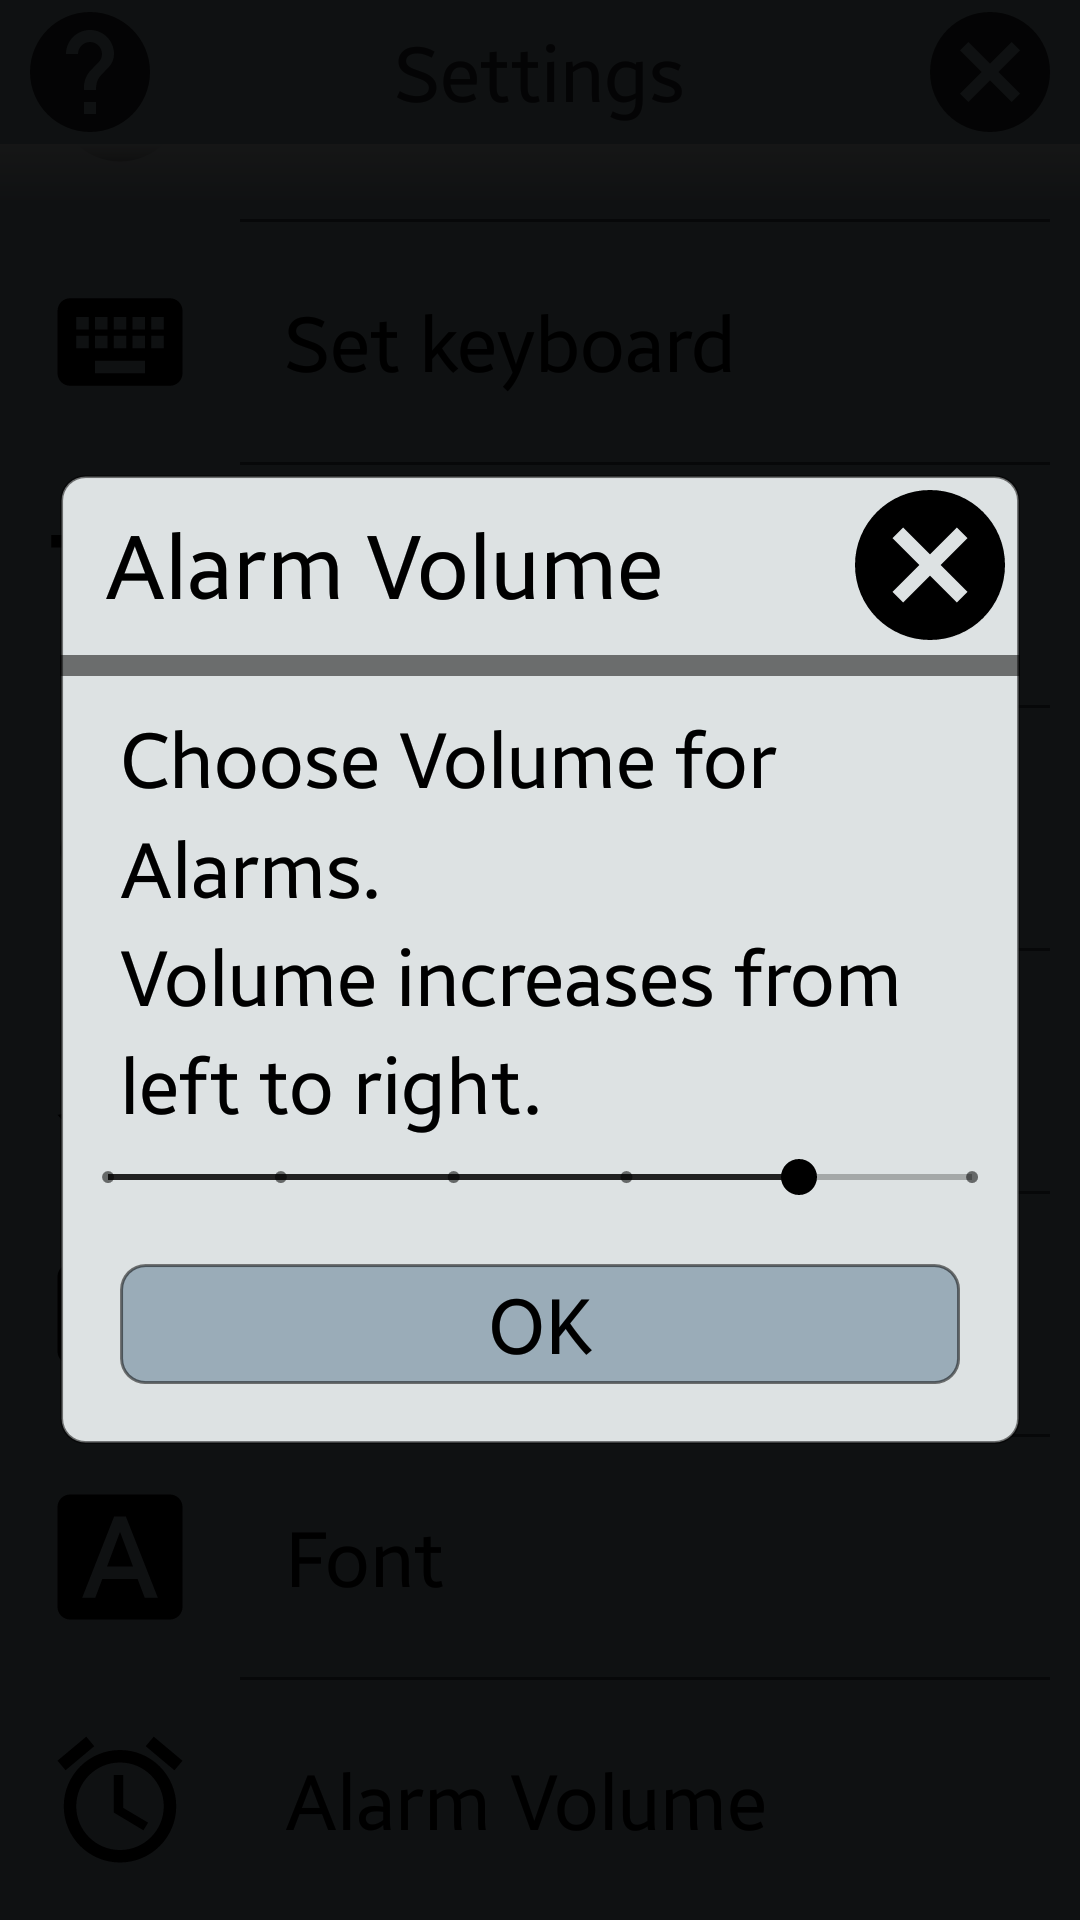 Settings
Set keyboard
Alarm Volume
Choose Volume for
Alarms.
Volume increases from
left to right.
OK
Font
Alarm Volume